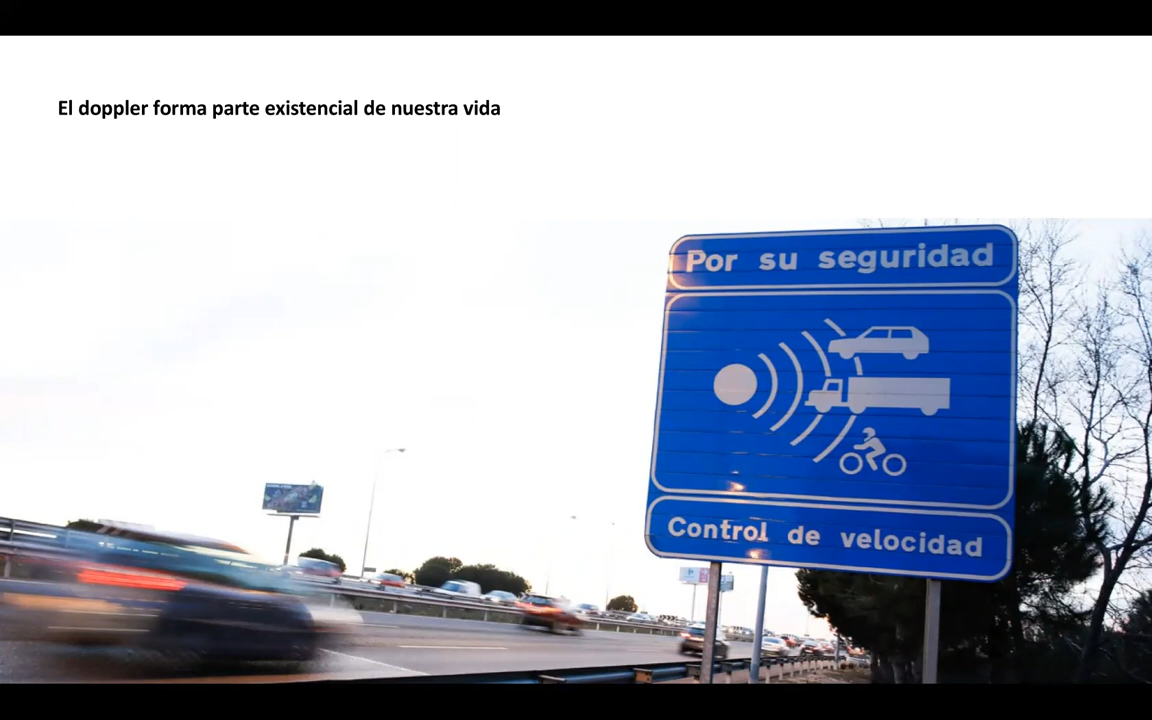 El doppler forma parte existencial de nuestra vida
Por su seguridad
Control de velocidad